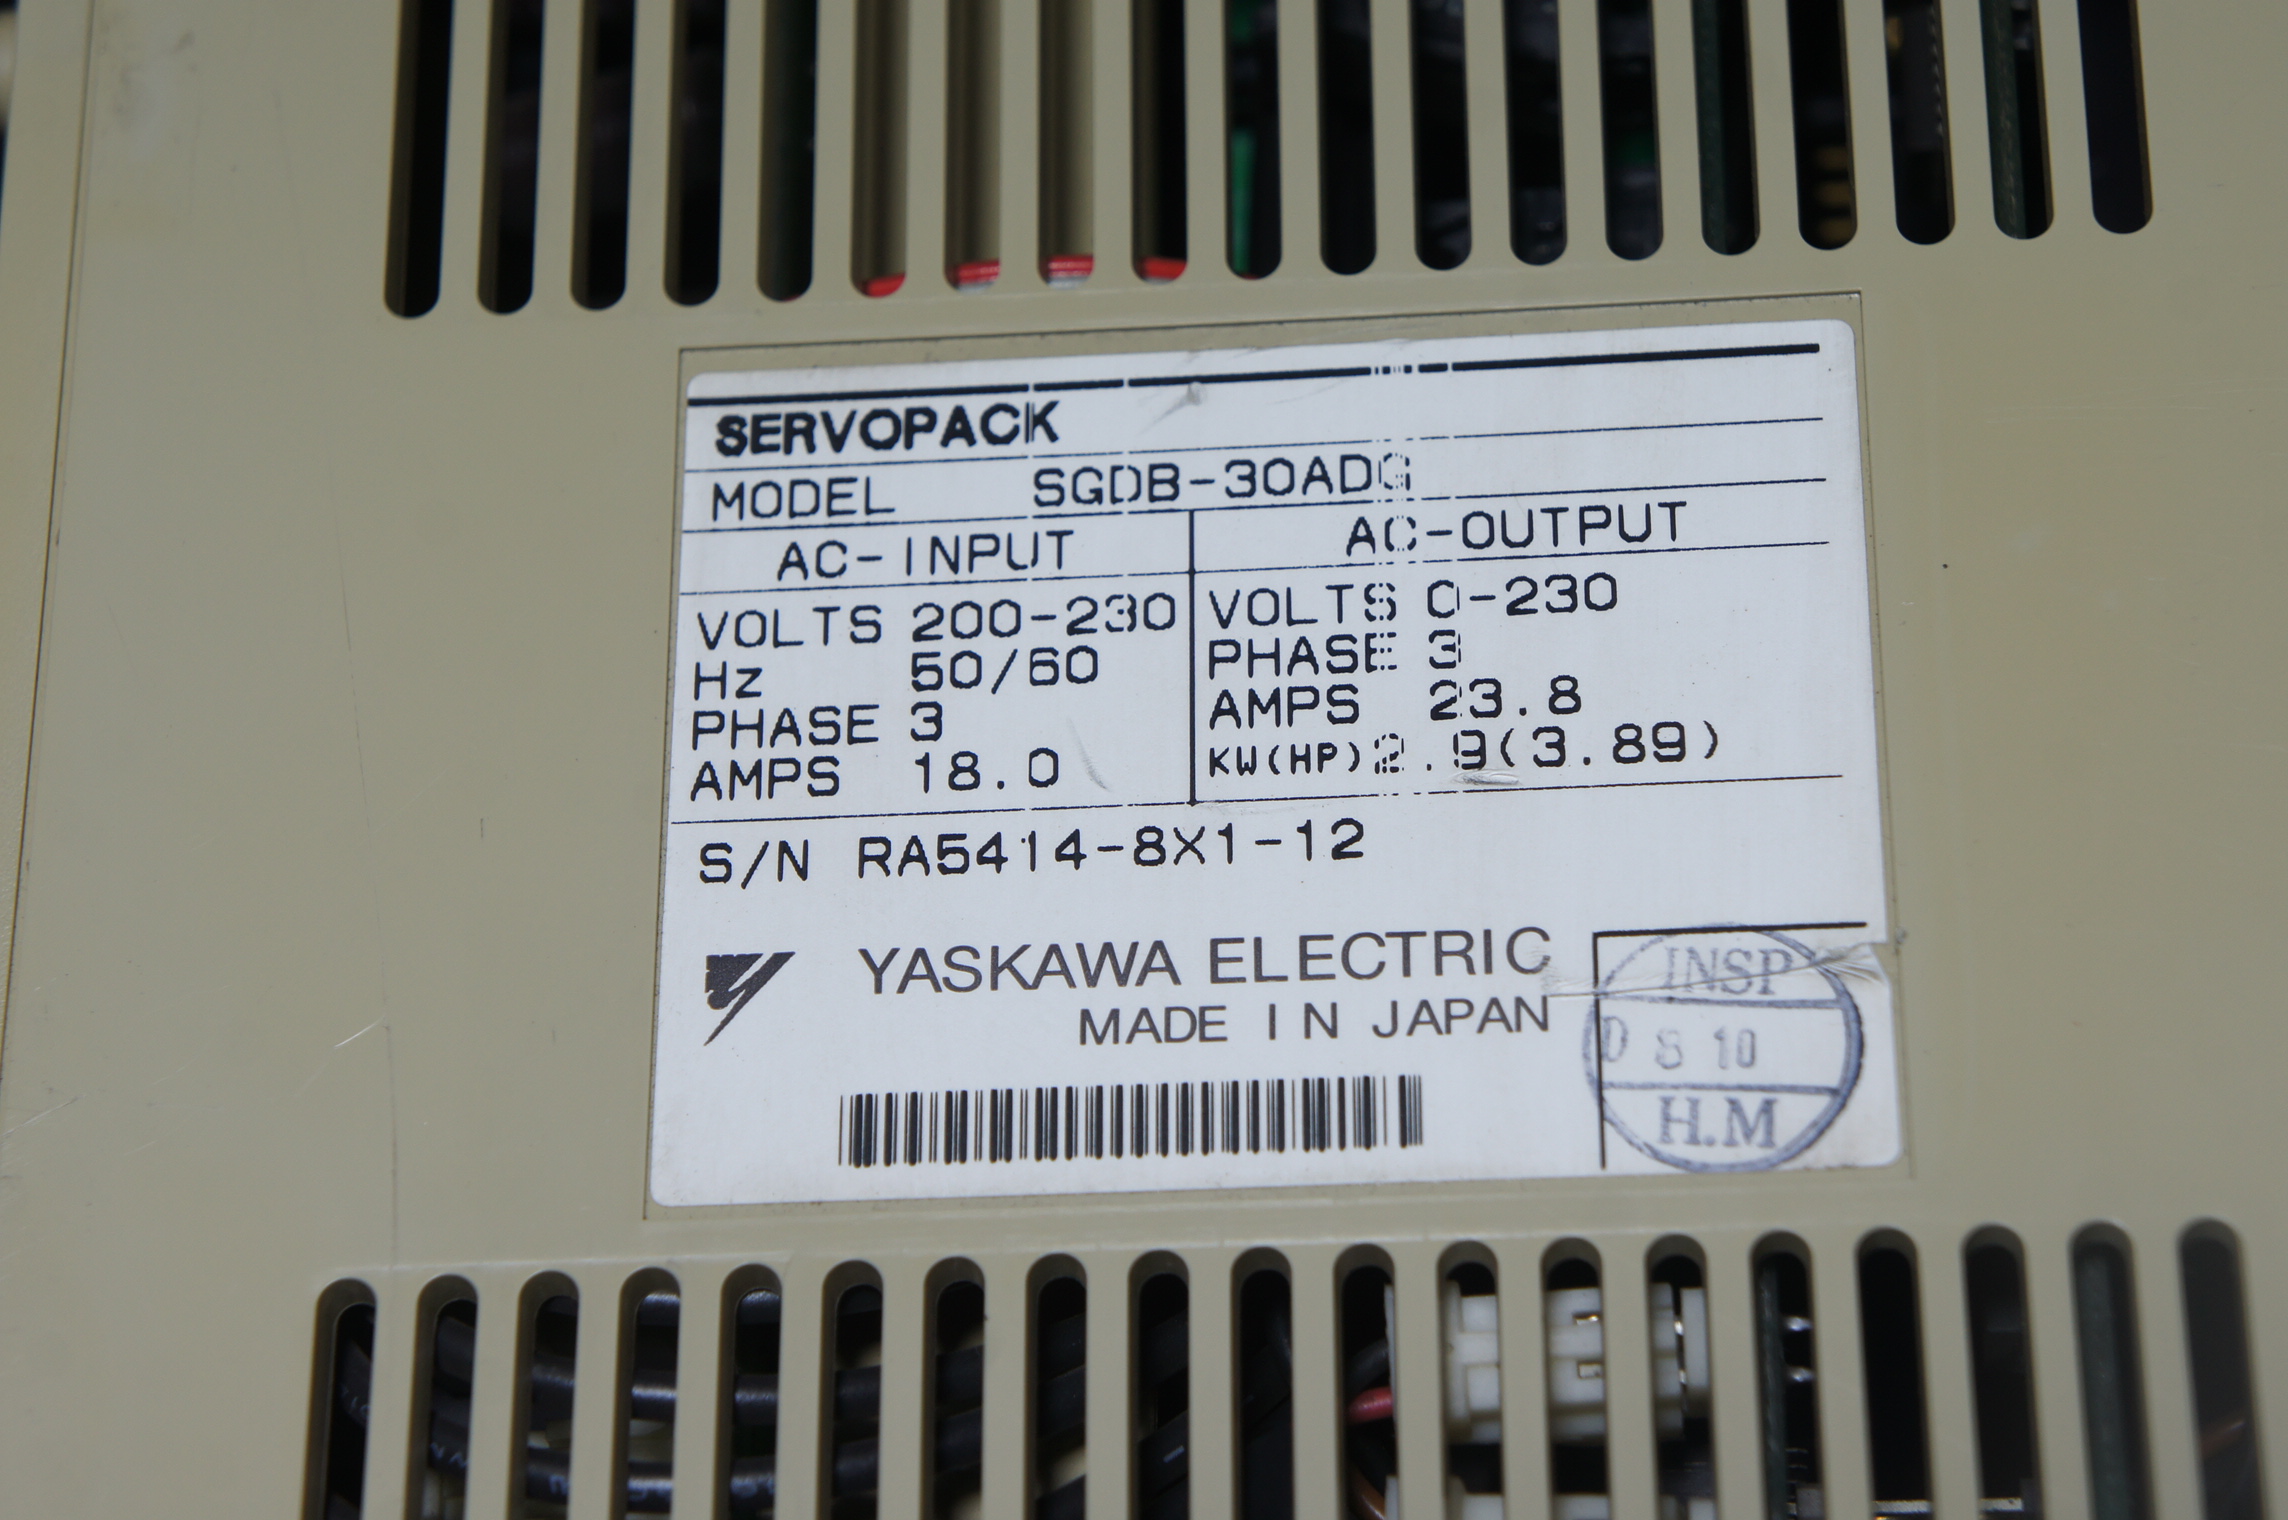 SERVOPACK
MODEL SGDB-30ADG
AC-INPUT AC-OUTPUT
VOLTS 200-230 VOLTS 0-230
Hz 50/60 PHASE 3
PHASE 3 AMPS 23.8
AMPS 18.0 KW(HP) 2.9(3.89)
S/N RA5414-8X1-12
YASKAWA ELECTRIC
MADE IN JAPAN
INSP
D 8 10
H.M